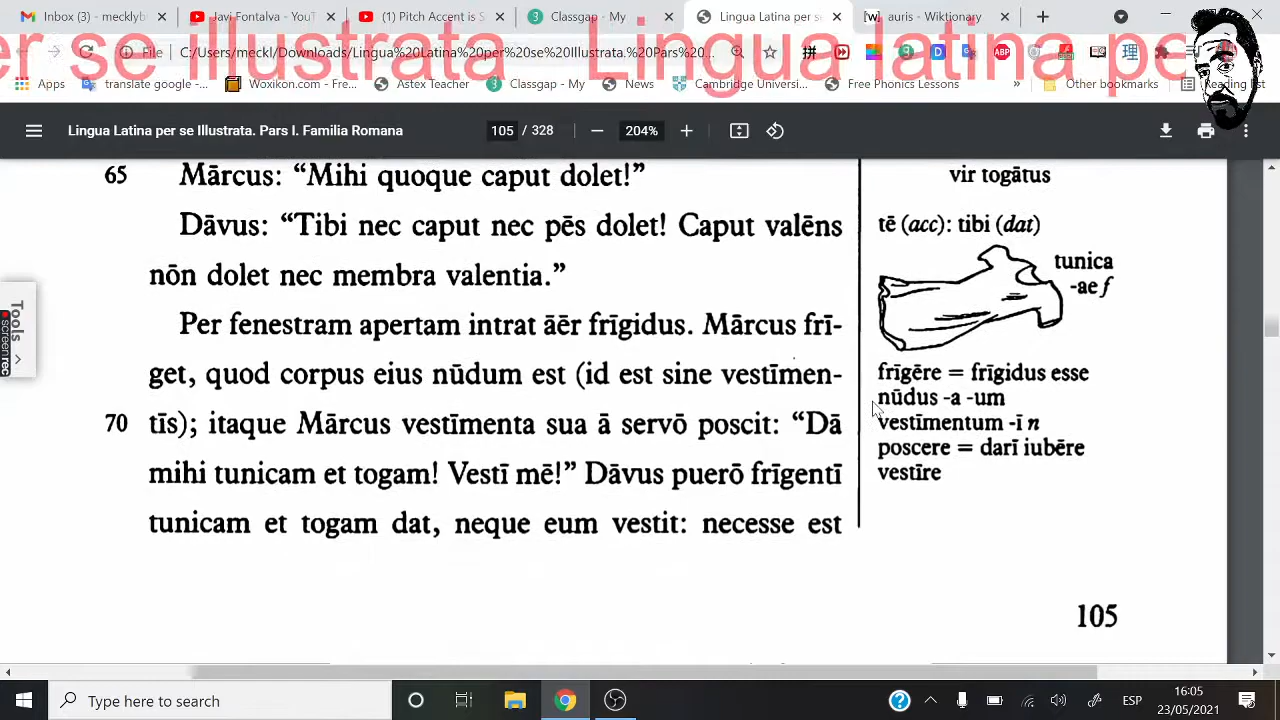 Inbox (3) - meckly
Javi Fontalva - YouT
(1) Pitch Accent is S
Classgap - My
Lingua Latina per s
[w] auris - Wiktionary
File
C:/Users/meckl/Downloads/Lingua%20Latina%20per%20se%20Illustrata.%20Pars%20I...
er se illustrata Lingua latina pe
Apps
translate google -...
Woxikon.com - Free...
AstekTeacher
Classgap - My
News
Cambridge Universi...
Free Phonics Lessons
»
Other bookmarks
Reading list
Lingua Latina per se Illustrata. Pars I. Familia Romana
105 / 328
204%
65 Mārcus: “Mihi quoque caput dolet!”
Dāvus: “Tibi nec caput nec pēs dolet! Caput valēns
nōn dolet nec membra valentia.”
Per fenestram apertam intrat āēr frīgidus. Mārcus frī-
get, quod corpus eius nūdum est (id est sine vestīmen-
70 tīs); itaque Mārcus vestīmenta sua ā servō poscit: “Dā
mihi tunicam et togam! Vestī mē!” Dāvus puerō frīgentī
tunicam et togam dat, neque eum vestit: necesse est
vir togātus
tē (acc): tibi (dat)
tunica
-ae f
frīgēre = frīgidus esse
nūdus -a -um
vestīmentum -ī n
poscere = darī iubēre
vestīre
105
Tools
screenrec
Type here to search
ESP
16:05
23/05/2021